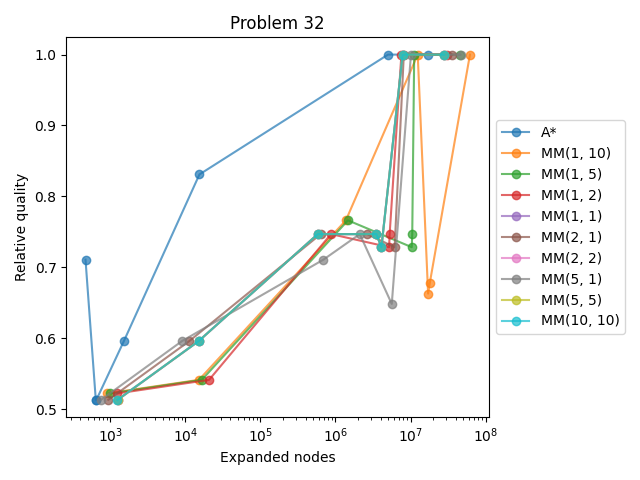 Problem 32
Relative quality
1.0
0.9
0.8
0.7
0.6
0.5
10³
10⁴
10⁵
10⁶
10⁷
10⁸
Expanded nodes
A*
MM(1, 10)
MM(1, 5)
MM(1, 2)
MM(1, 1)
MM(2, 1)
MM(2, 2)
MM(5, 1)
MM(5, 5)
MM(10, 10)